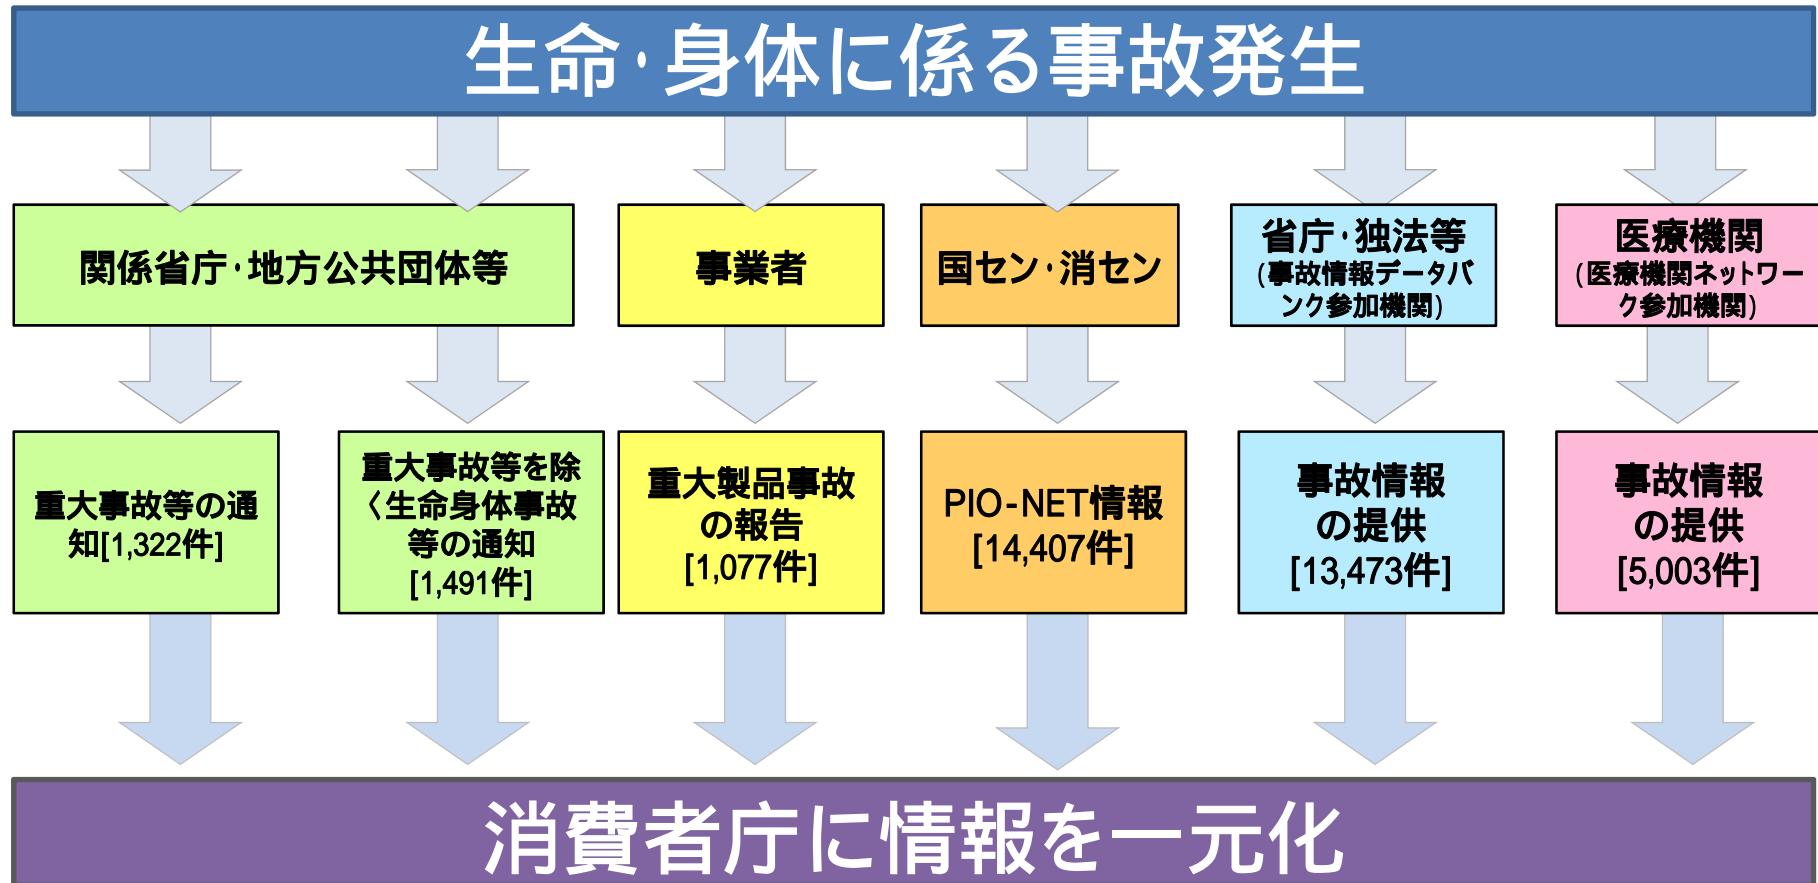 生命・身体に係る事故発生
関係省庁・地方公共団体等
事業者
国セン・消セン
省庁・独法等
(事故情報データバ
ンク参加機関)
医療機関
(医療機関ネットワー
ク参加機関)
重大事故等の通
知[1,322件]
重大事故等を除
く生命身体事故
等の通知
[1,491件]
重大製品事故
の報告
[1,077件]
PIO-NET情報
[14,407件]
事故情報
の提供
[13,473件]
事故情報
の提供
[5,003件]
消費者庁に情報を一元化